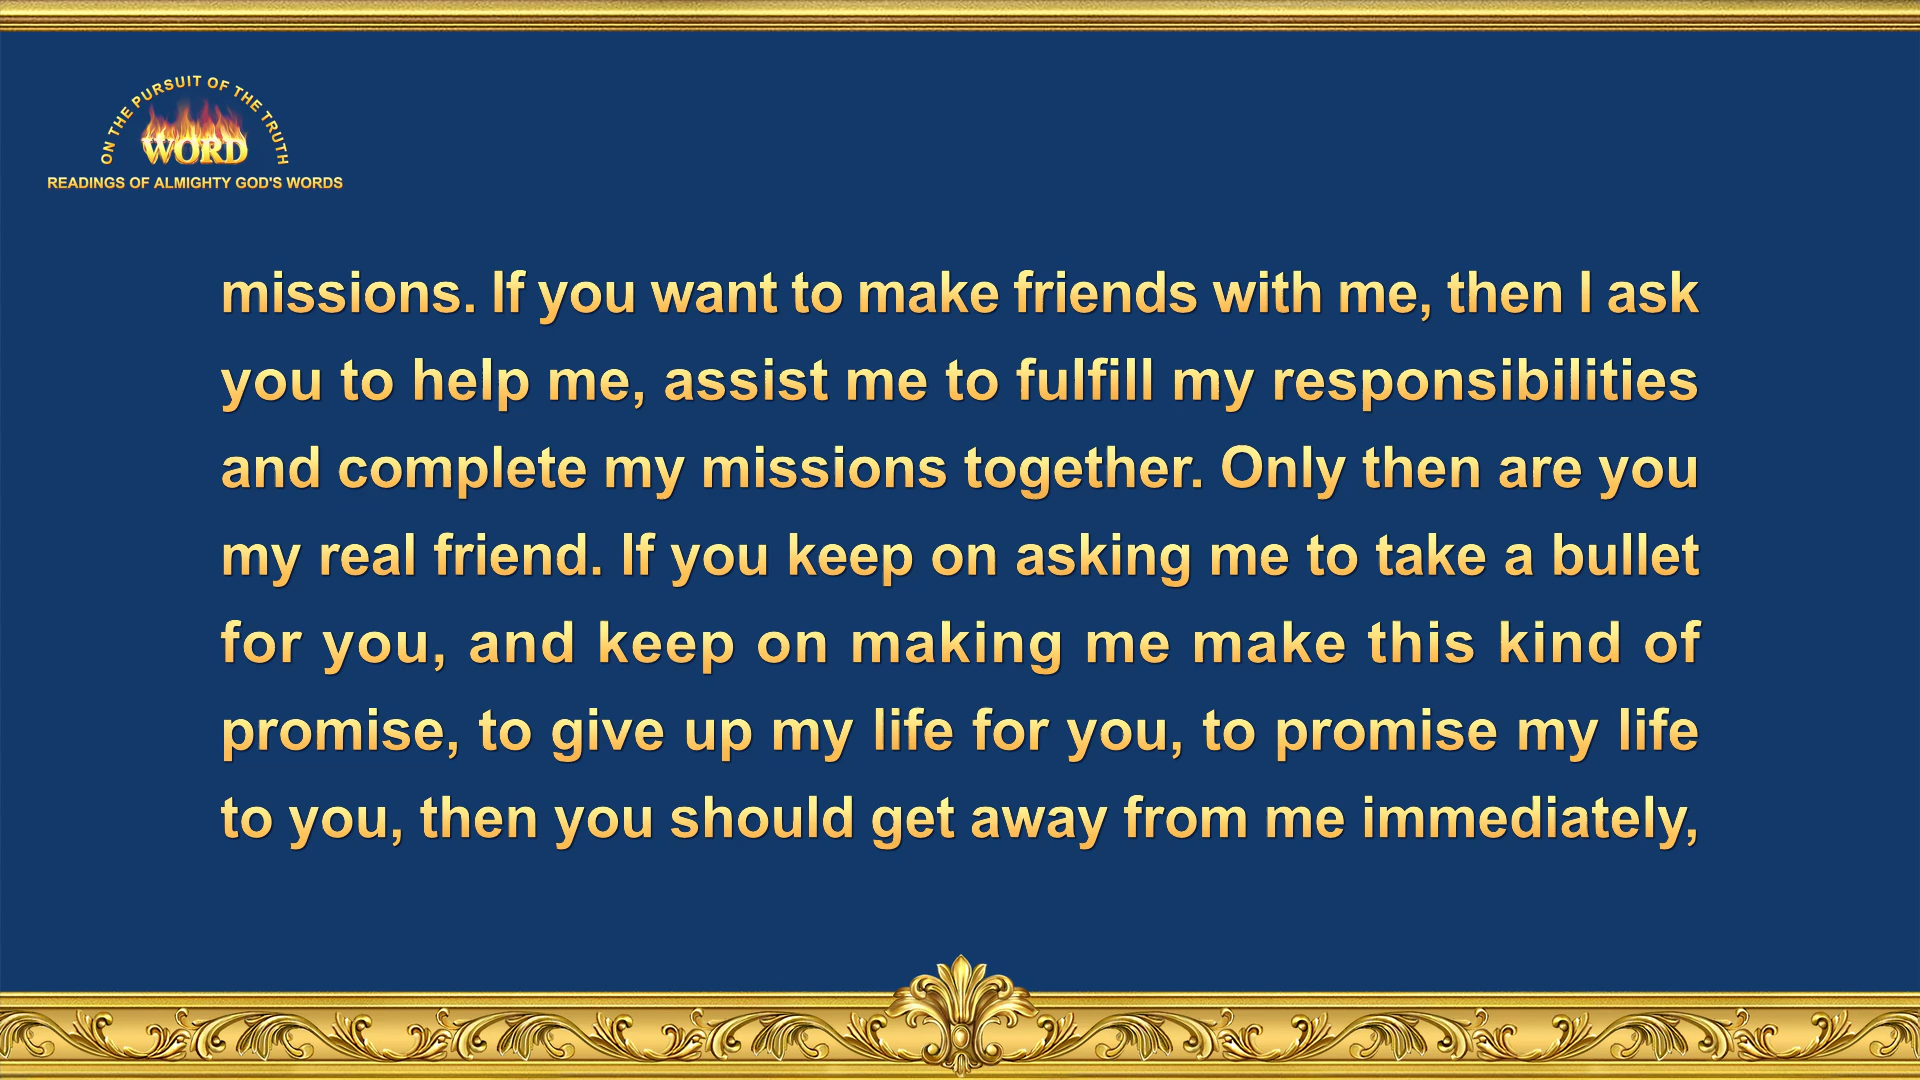 ON THE PURSUIT OF THE TRUTH
WORD
READINGS OF ALMIGHTY GOD'S WORDS
missions. If you want to make friends with me, then I ask
you to help me, assist me to fulfill my responsibilities
and complete my missions together. Only then are you
my real friend. If you keep on asking me to take a bullet
for you, and keep on making me make this kind of
promise, to give up my life for you, to promise my life
to you, then you should get away from me immediately,